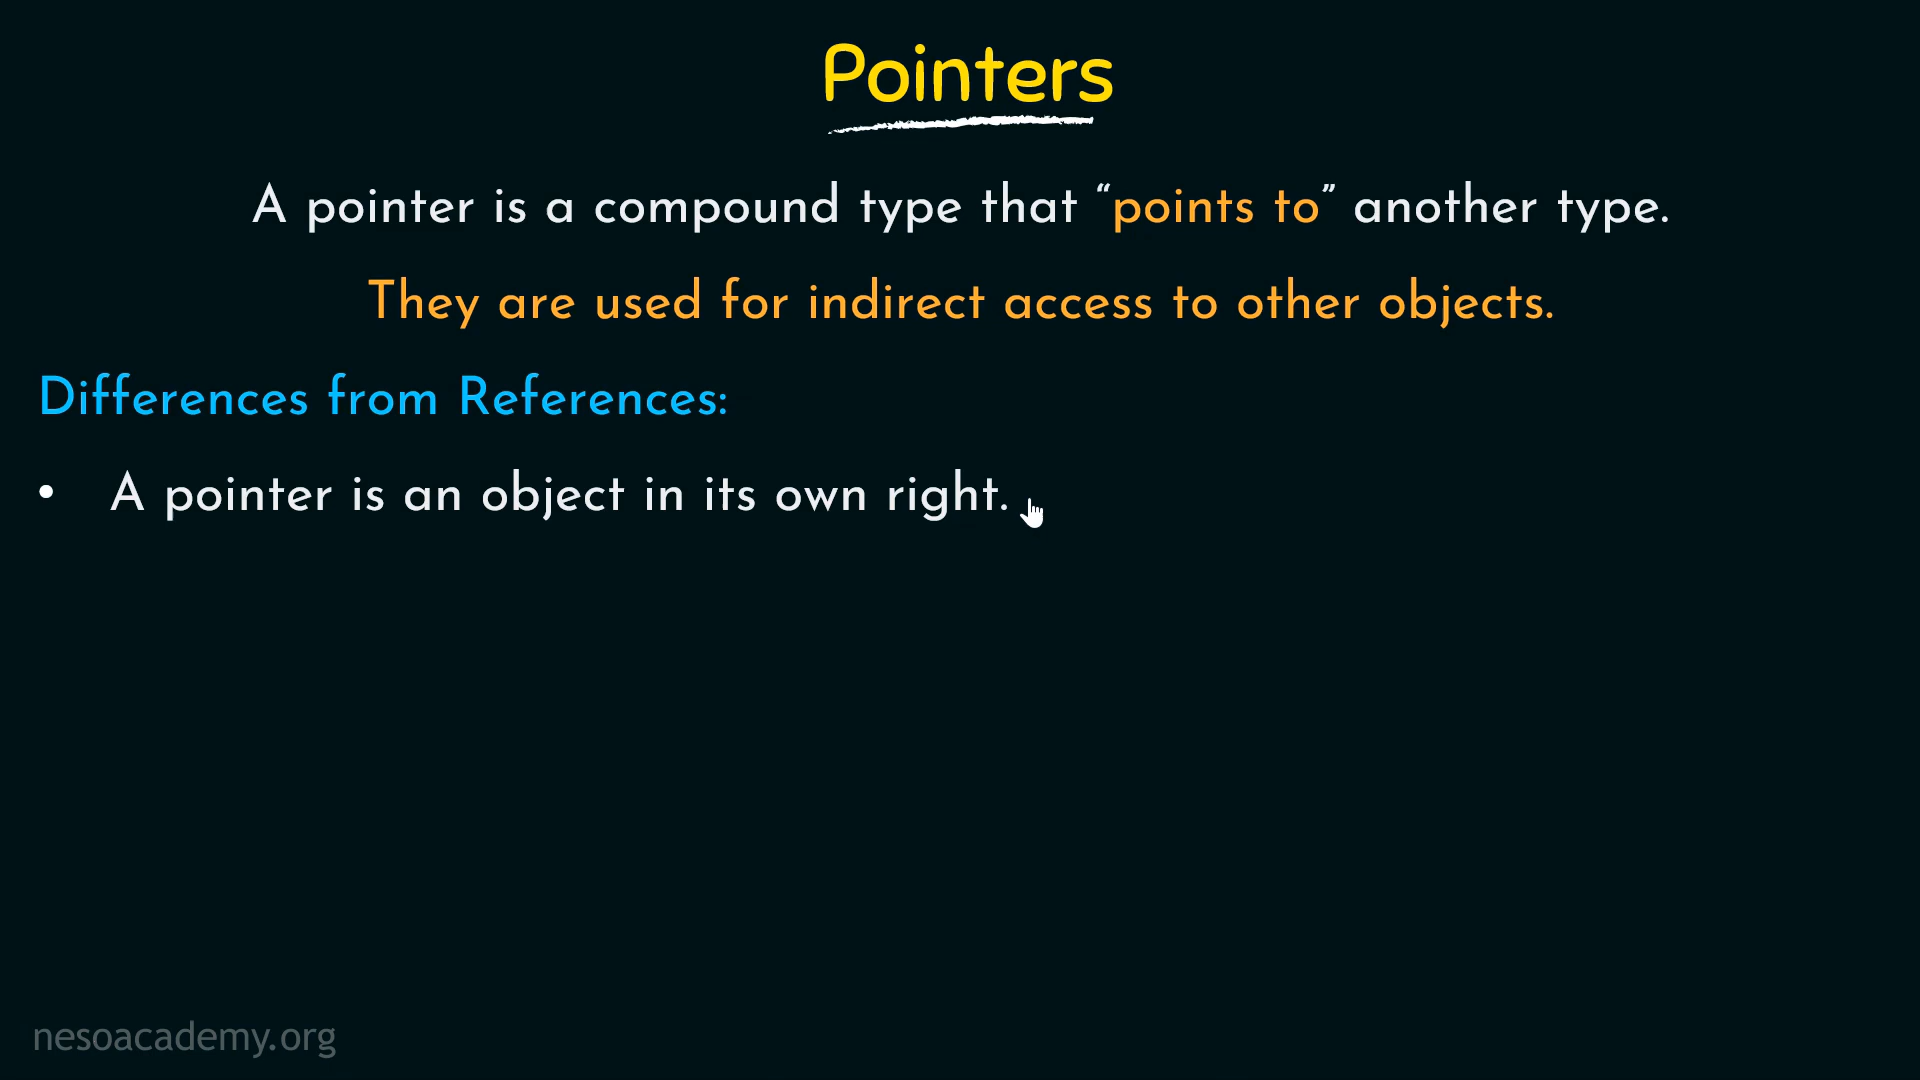 Pointers
A pointer is a compound type that “points to” another type.
They are used for indirect access to other objects.
Differences from References:
• A pointer is an object in its own right.
nesoacademy.org